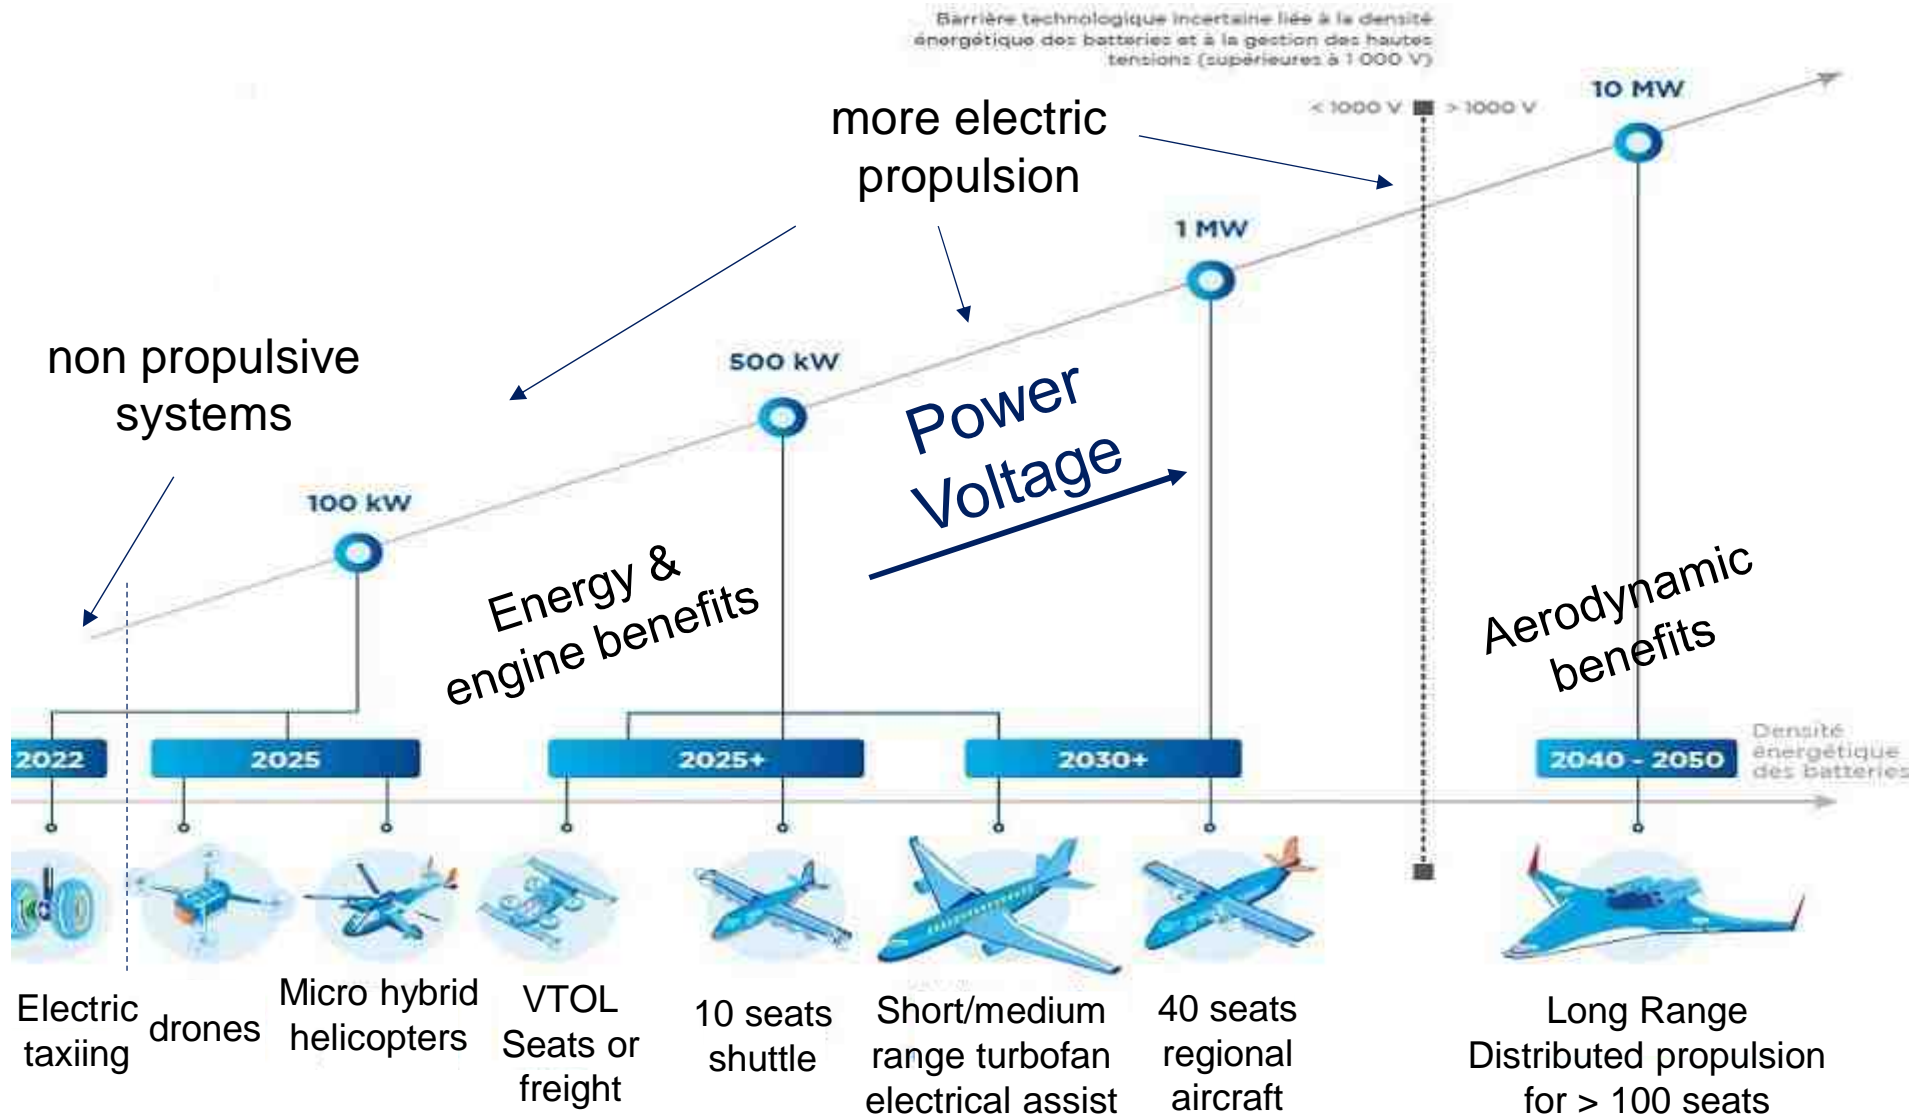 Barrière technologique incertaine liée à la densité
énergétique des batteries et à la gestion des hautes
tensions (supérieures à 1 000 V)
< 1000 V
> 1000 V
10 MW
more electric
propulsion
1 MW
non propulsive
systems
500 kW
Power
Voltage
100 kW
Energy &
engine benefits
Aerodynamic
benefits
2022
2025
2025+
2030+
2040 - 2050
Densité
énergétique
des batteries
Electric
taxiing
drones
Micro hybrid
helicopters
VTOL
Seats or
freight
10 seats
shuttle
Short/medium
range turbofan
electrical assist
40 seats
regional
aircraft
Long Range
Distributed propulsion
for > 100 seats